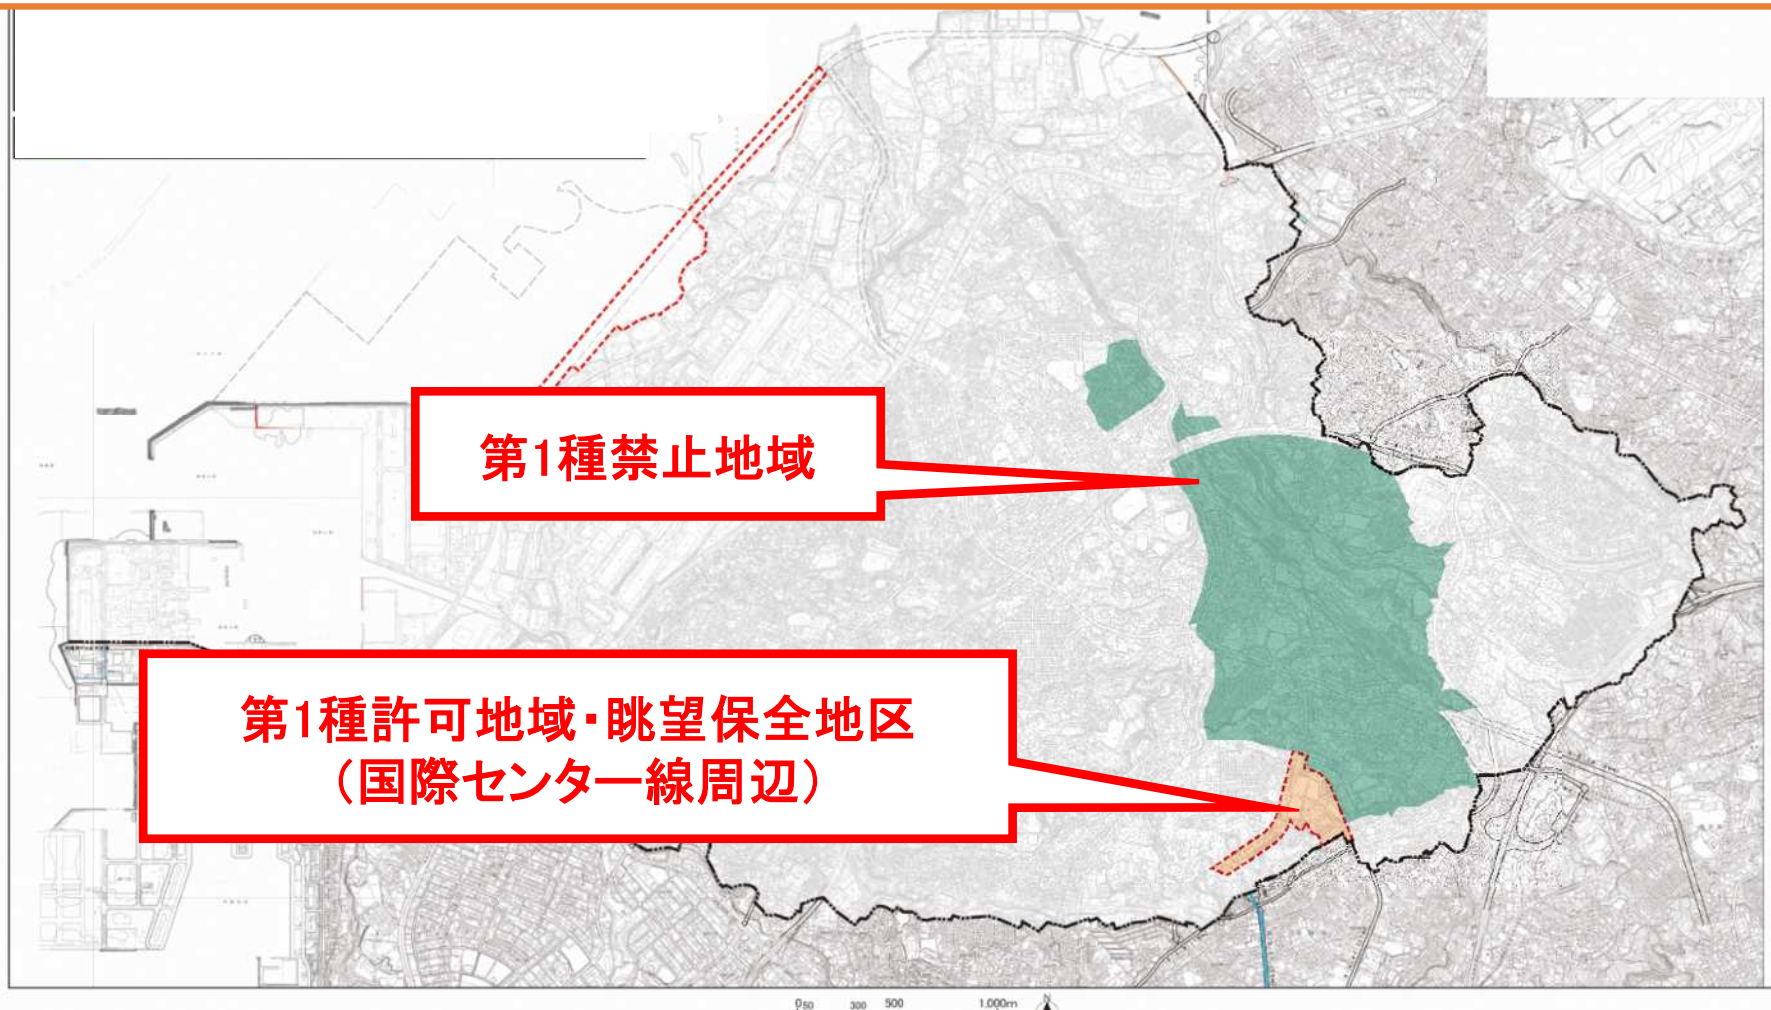 第1種禁止地域
第1種許可地域・眺望保全地区
（国際センター線周辺）
0 50 300 500 1,000m
N